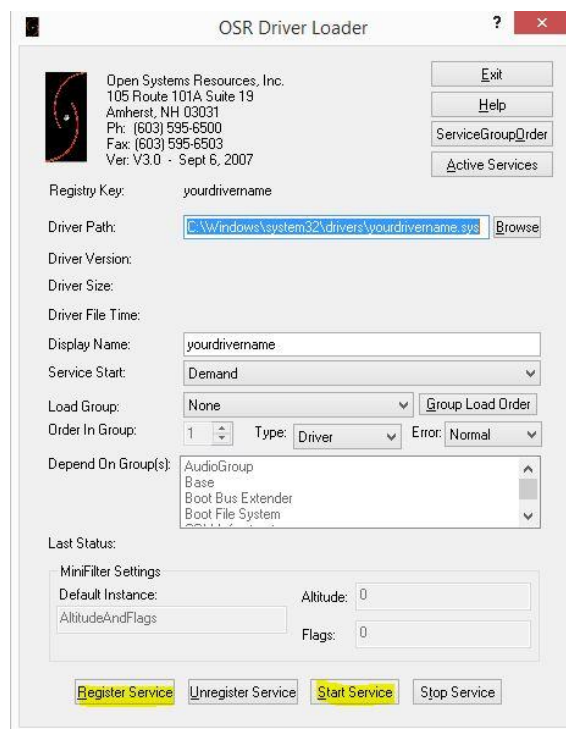 OSR Driver Loader
? ×
Open Systems Resources, Inc.
105 Route 101A Suite 19
Amherst, NH 03031
Ph: (603) 595-6500
Fax: (603) 595-6503
Ver: V3.0 - Sept 6, 2007
Exit
Help
ServiceGroupOrder
Active Services
Registry Key: yourdrivername
Driver Path: C:\Windows\system32\drivers\yourdrivername.sys Browse
Driver Version:
Driver Size:
Driver File Time:
Display Name: yourdrivername
Service Start: Demand
Load Group: None Group Load Order
Order In Group: 1 Type: Driver Error: Normal
Depend On Group(s): AudioGroup
Base
Boot Bus Extender
Boot File System
Last Status:
MiniFilter Settings
Default Instance: Altitude: 0
AltitudeAndFlags
Flags: 0
Register Service Unregister Service Start Service Stop Service